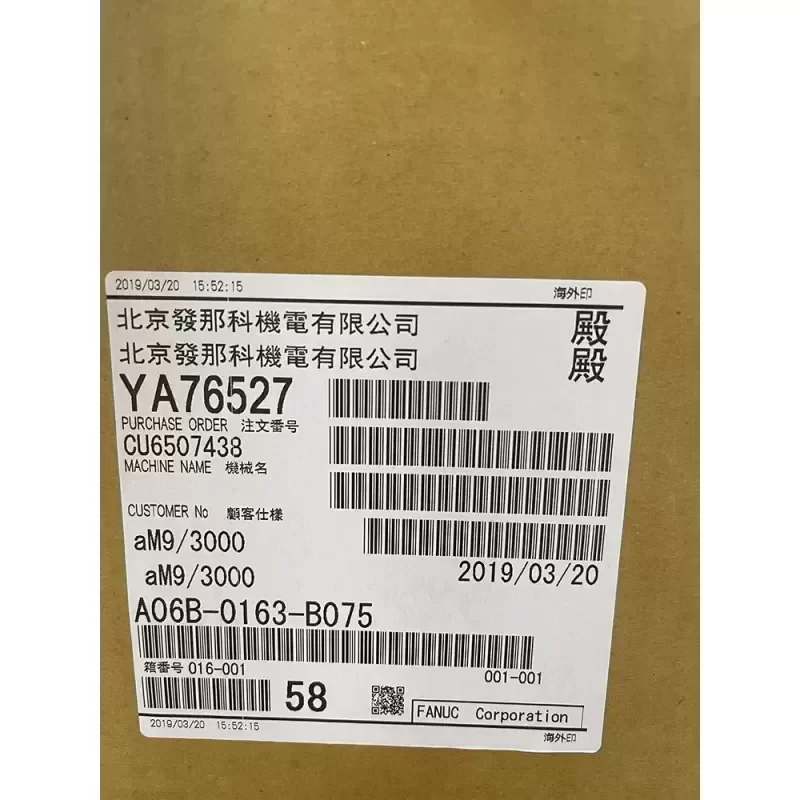 2019/03/20 15:52:15 海外印
北京發那科機電有限公司 殿
北京發那科機電有限公司 殿
YA76527
PURCHASE ORDER 注文番号
CU6507438
MACHINE NAME 機械名
CUSTOMER No 顧客仕様
aM9/3000
2019/03/20
aM9/3000
A06B-0163-B075
箱番号 016-001 001-001
58
FANUC Corporation
2019/03/20 15:52:15 海外印